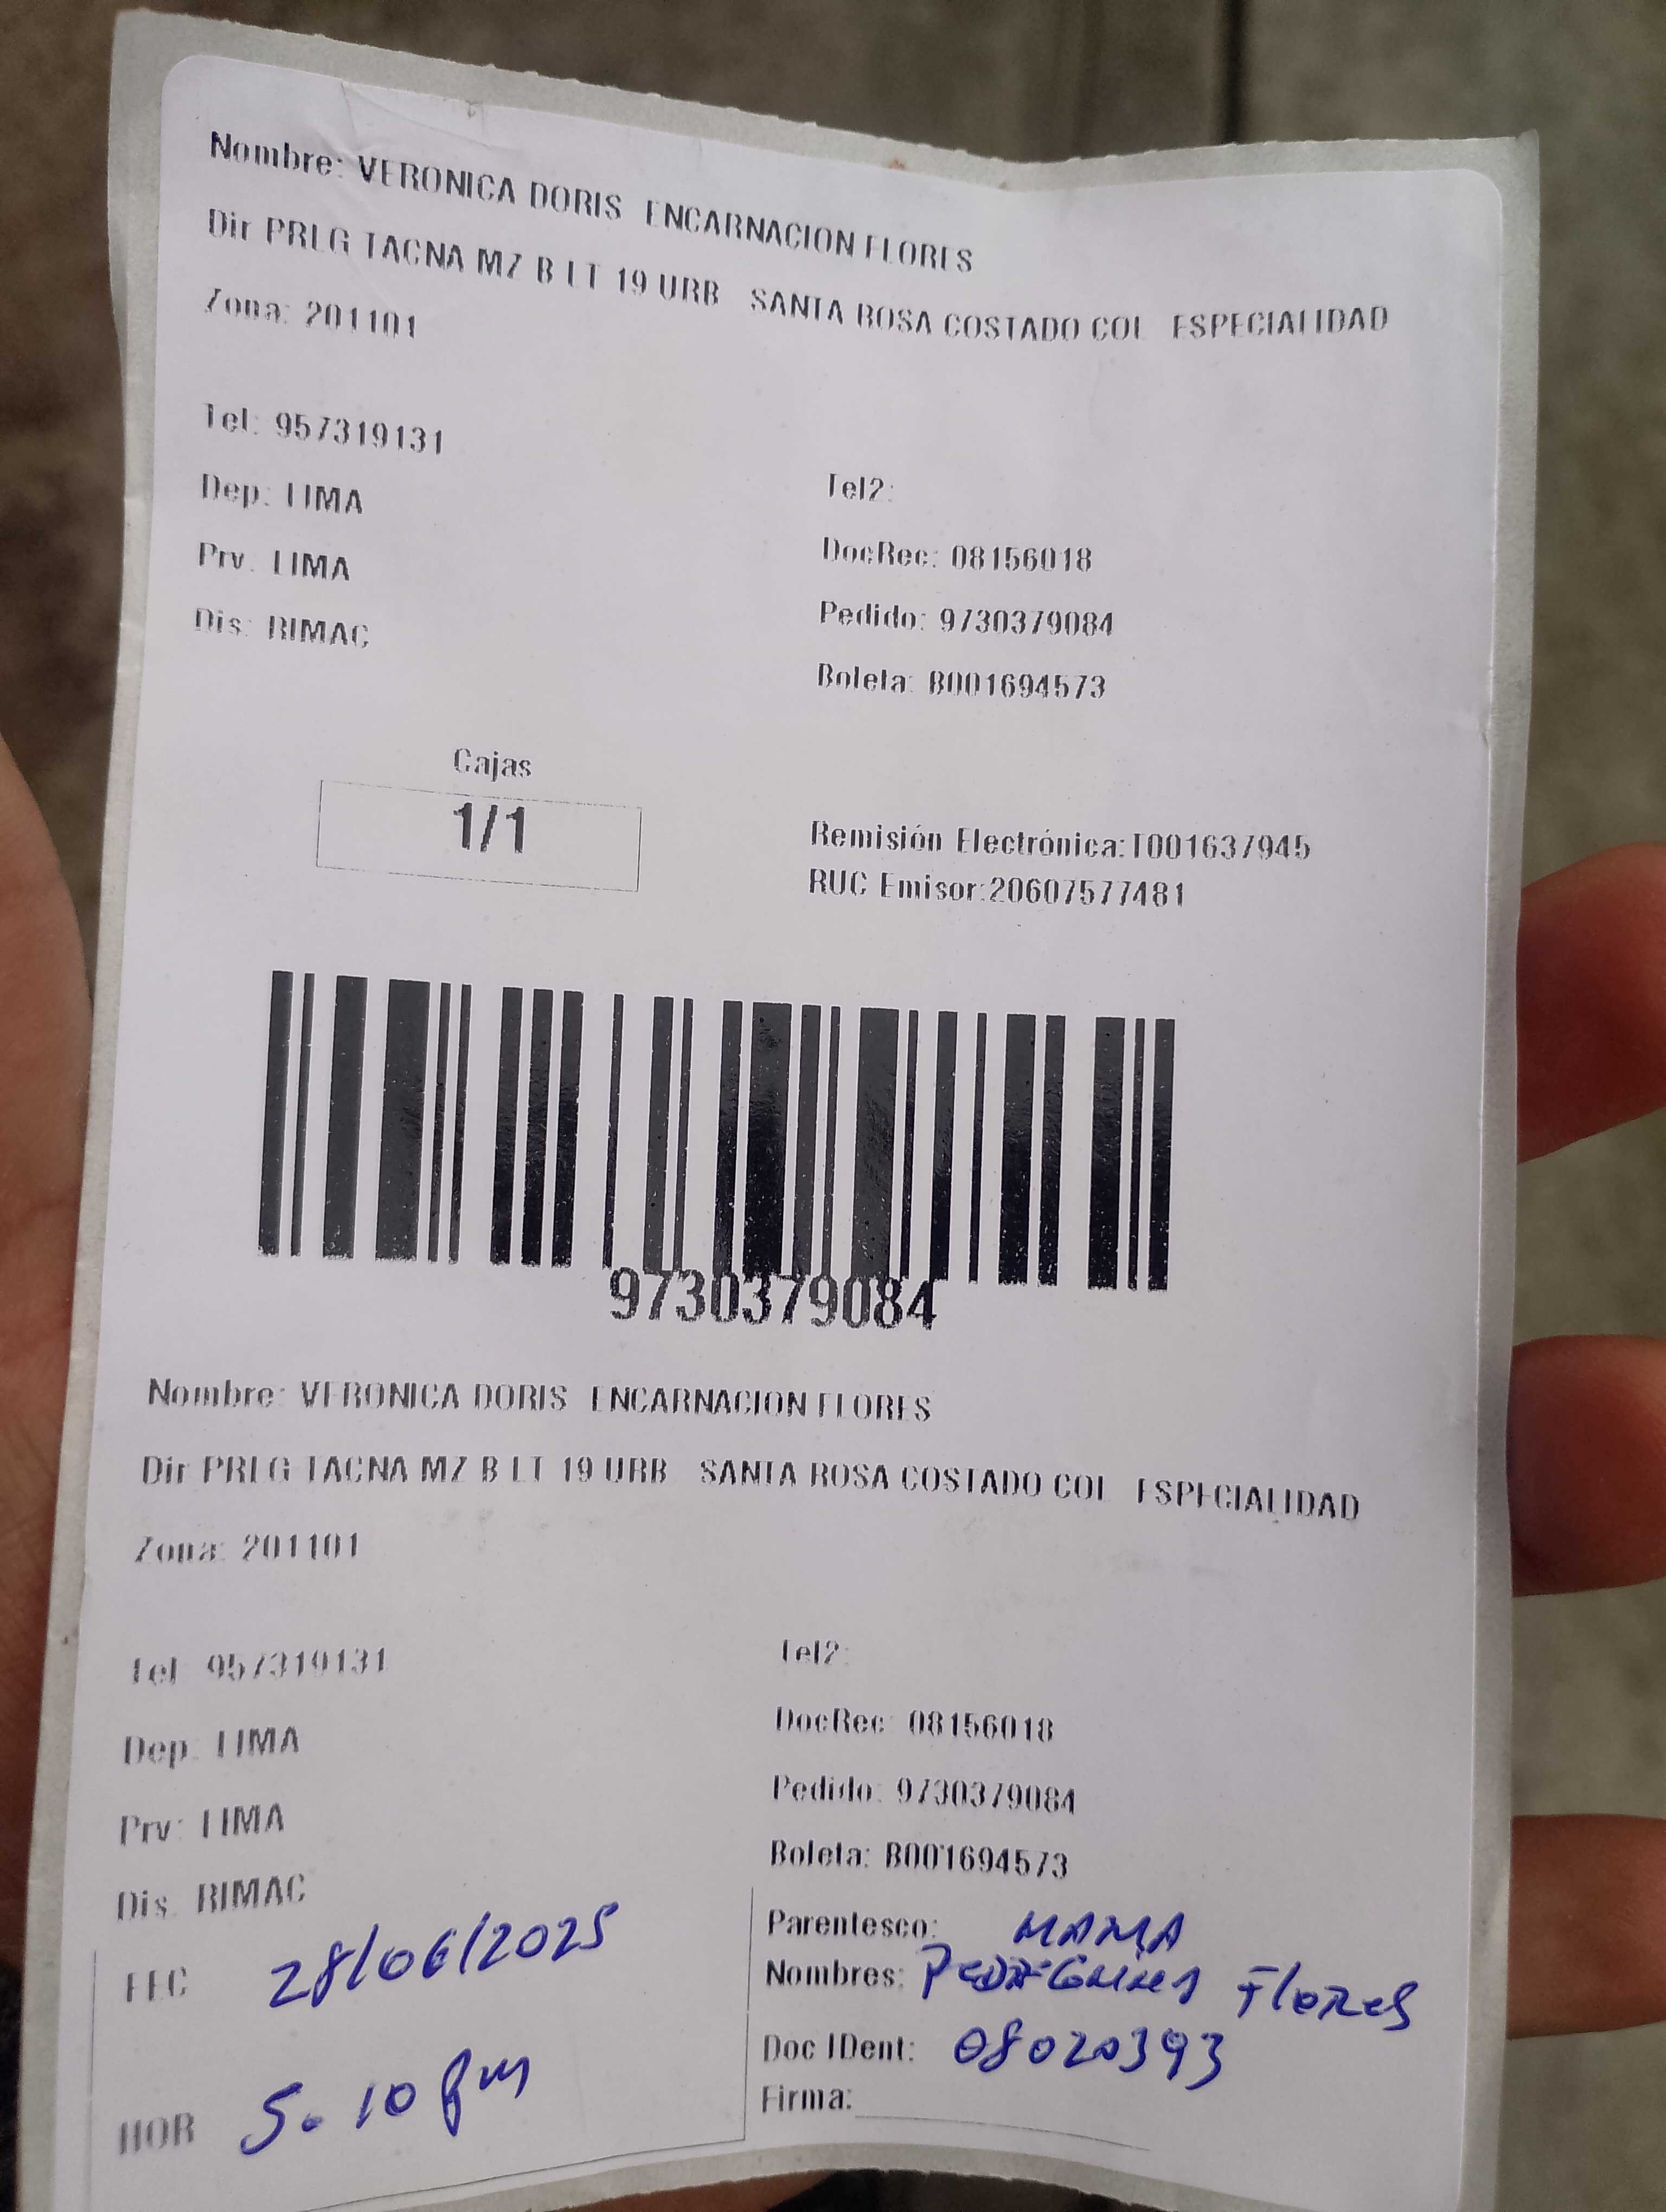 Nombre: VERONICA DORIS ENCARNACION FLORES
Dir PRLG TACNA MZ B LT 19 URB SANTA ROSA COSTADO COL ESPECIALIDAD
Zona: 201101
Tel: 957319131
Tel2:
Dep: LIMA
DocRec: 08156018
Prv. LIMA
Pedido: 9730379084
Dis: RIMAC
Boleta: B001694573
Cajas
1/1
Remisión Electrónica:T001637945
RUC Emisor:20607577481
9730379084
Nombre: VERONICA DORIS ENCARNACION FLORES
Dir PRLG TACNA MZ B LT 19 URB SANTA ROSA COSTADO COL ESPECIALIDAD
Zona: 201101
Tel: 957319131
Tel2:
Dep: LIMA
DocRec: 08156018
Prv: LIMA
Pedido: 9730379084
Dis. RIMAC
Boleta: B001694573
FEC 28/06/2025
Parentesco: MAMA
Nombres: Flores
Doc IDent: 08020393
HOR 5.10 pm
Firma: